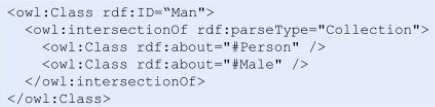 <owl:Class rdf:ID=“Man">
<owl:intersectionOf rdf:parseType="Collection">
<owl:Class rdf:about="#Person" />
<owl:Class rdf:about="#Male" />
</owl:intersectionOf>
</owl:Class>